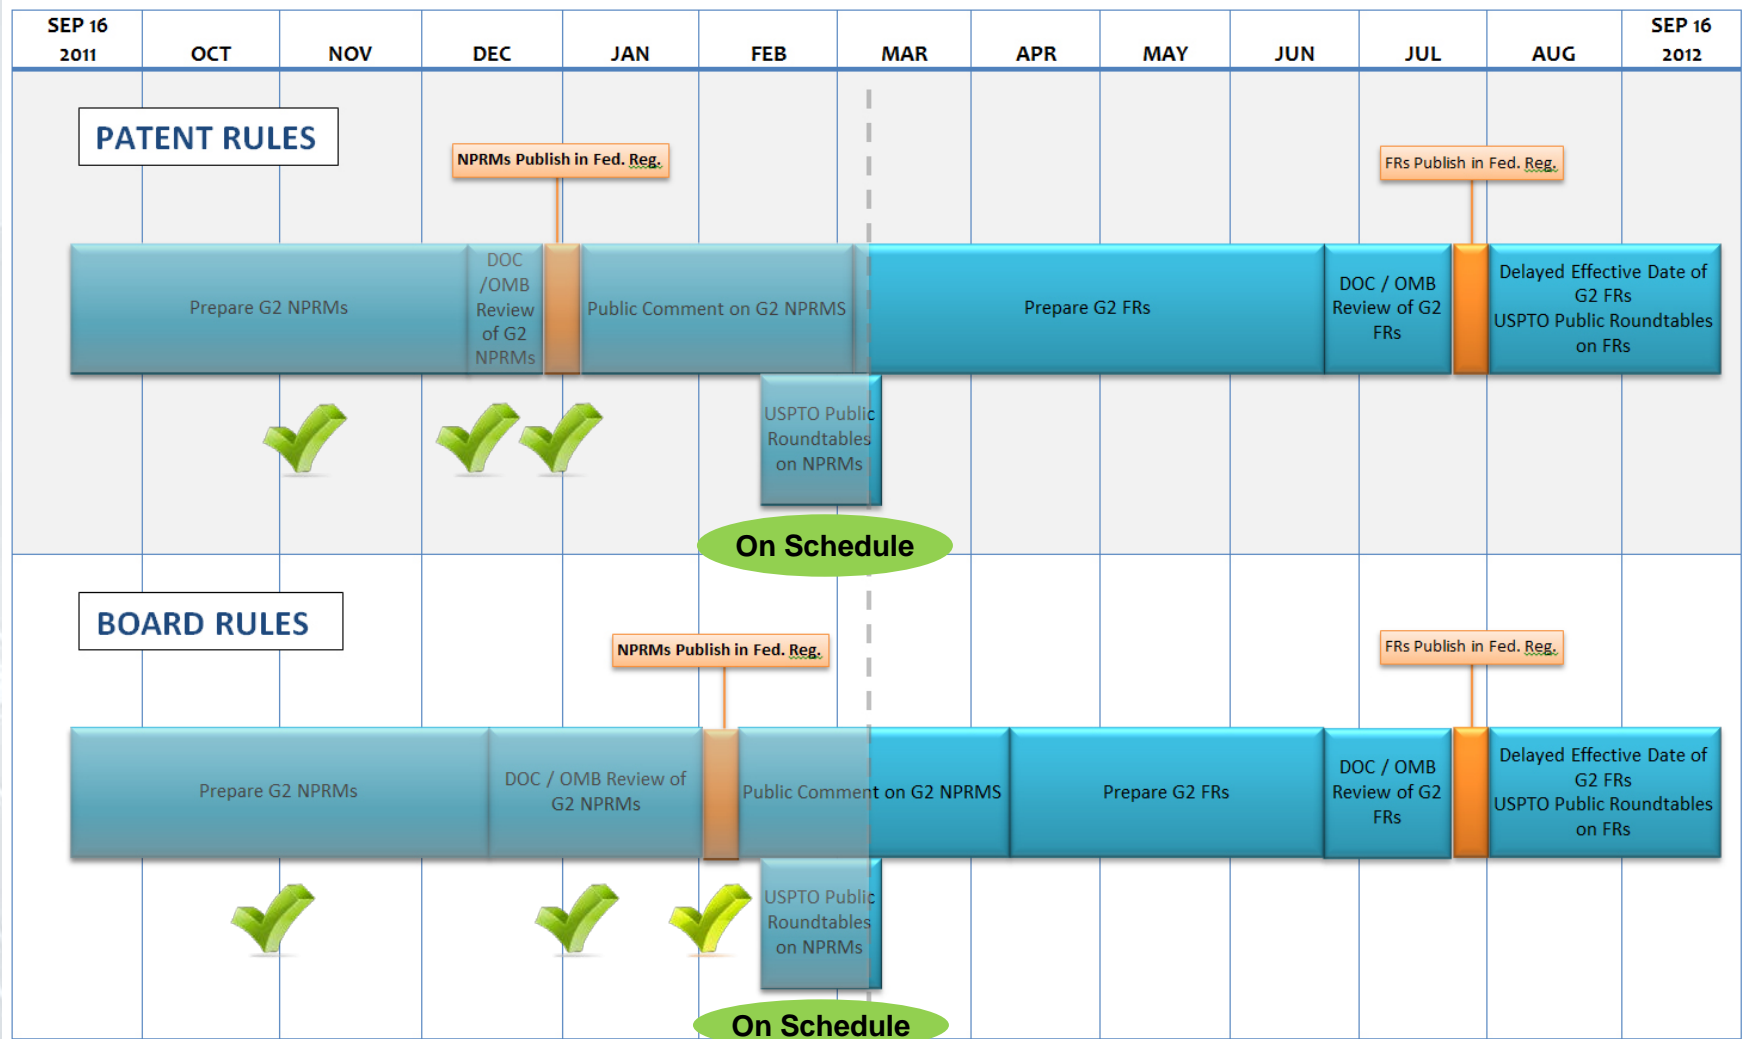 SEP 16
2011
OCT
NOV
DEC
JAN
FEB
MAR
APR
MAY
JUN
JUL
AUG
SEP 16
2012
PATENT RULES
NPRMs Publish in Fed. Reg.
FRs Publish in Fed. Reg.
Prepare G2 NPRMs
DOC
/OMB
Review
of G2
NPRMs
Public Comment on G2 NPRMS
Prepare G2 FRs
DOC / OMB
Review of G2
FRs
Delayed Effective Date of
G2 FRs
USPTO Public Roundtables
on FRs
USPTO Public
Roundtables
on NPRMs
On Schedule
BOARD RULES
NPRMs Publish in Fed. Reg.
FRs Publish in Fed. Reg.
Prepare G2 NPRMs
DOC / OMB Review of
G2 NPRMs
Public Comment on G2 NPRMS
Prepare G2 FRs
DOC / OMB
Review of G2
FRs
Delayed Effective Date of
G2 FRs
USPTO Public Roundtables
on FRs
USPTO Public
Roundtables
on NPRMs
On Schedule